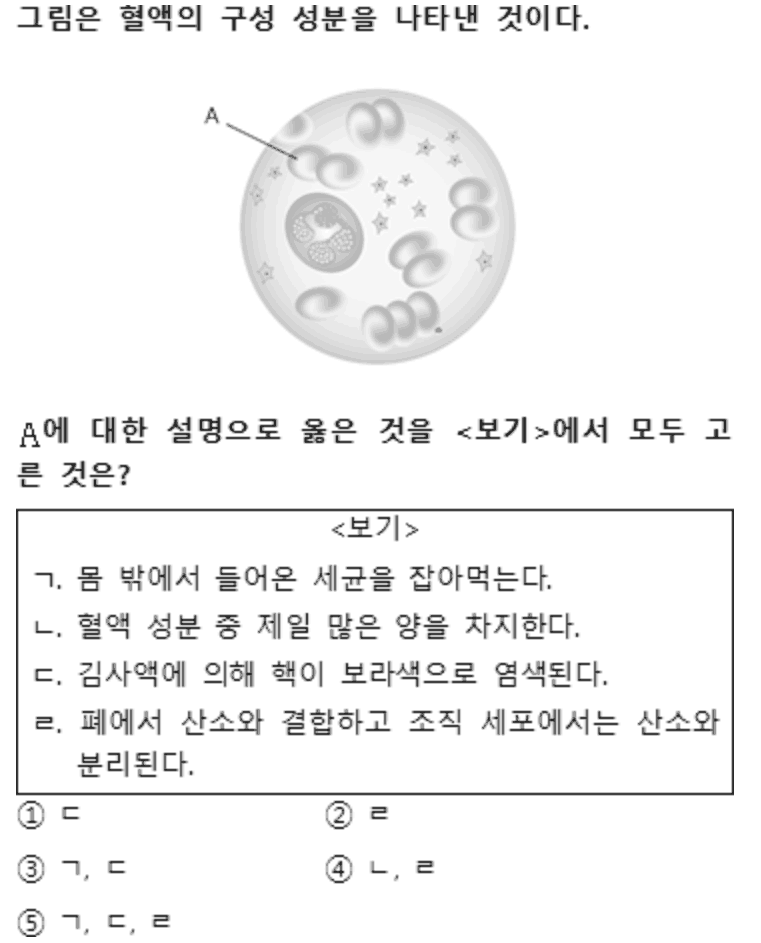 그림은 혈액의 구성 성분을 나타낸 것이다.
A
A에 대한 설명으로 옳은 것을 <보기>에서 모두 고
른 것은?
<보기>
ㄱ. 몸 밖에서 들어온 세균을 잡아먹는다.
ㄴ. 혈액 성분 중 제일 많은 양을 차지한다.
ㄷ. 김사액에 의해 핵이 보라색으로 염색된다.
ㄹ. 폐에서 산소와 결합하고 조직 세포에서는 산소와
분리된다.
① ㄷ ② ㄹ
③ ㄱ, ㄷ ④ ㄴ, ㄹ
⑤ ㄱ, ㄷ, ㄹ